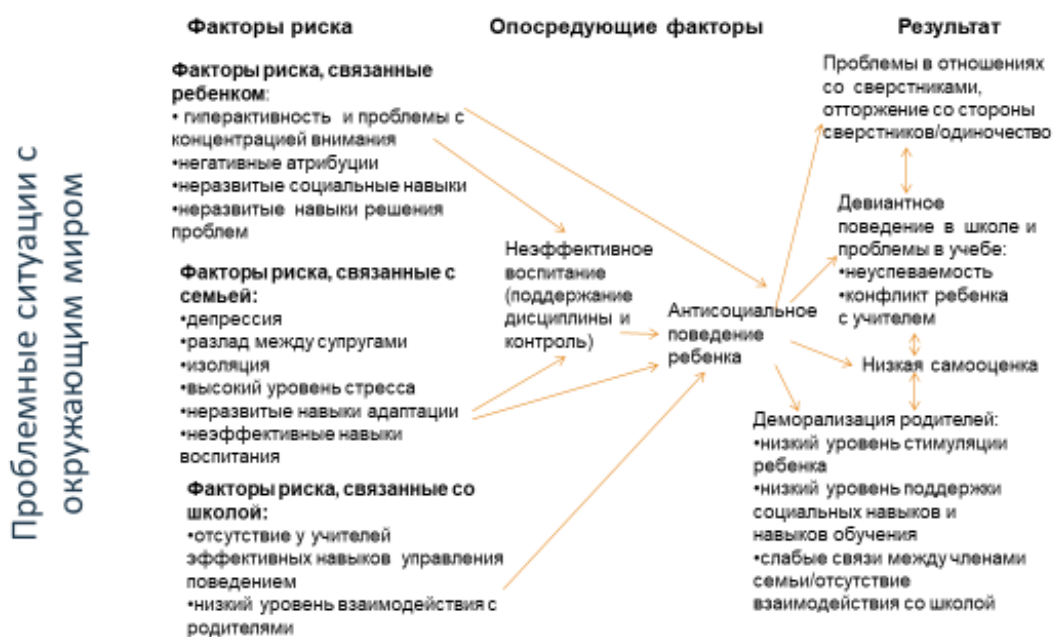 Проблемные ситуации с
окружающим миром
Факторы риска
Опосредующие факторы
Результат
Факторы риска, связанные
ребенком:
• гиперактивность и проблемы с
концентрацией внимания
•негативные атрибуции
•неразвитые социальные навыки
•неразвитые навыки решения
проблем
Факторы риска, связанные с
семьей:
•депрессия
•разлад между супругами
•изоляция
•высокий уровень стресса
•неразвитые навыки адаптации
•неэффективные навыки
воспитания
Факторы риска, связанные со
школой:
•отсутствие у учителей
эффективных навыков управления
поведением
•низкий уровень взаимодействия с
родителями
Неэффективное
воспитание
(поддержание
дисциплины и
контроль)
Антисоциальное
поведение
ребенка
Проблемы в отношениях
со сверстниками,
отторжение со стороны
сверстников/одиночество
Девиантное
поведение в школе и
проблемы в учебе:
•неуспеваемость
•конфликт ребенка
с учителем
Низкая самооценка
Деморализация родителей:
•низкий уровень стимуляции
ребенка
•низкий уровень поддержки
социальных навыков и
навыков обучения
•слабые связи между членами
семьи/отсутствие
взаимодействия со школой